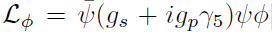 ℒ_ϕ = ψ̄(g_s + ig_pγ_5)ψϕ